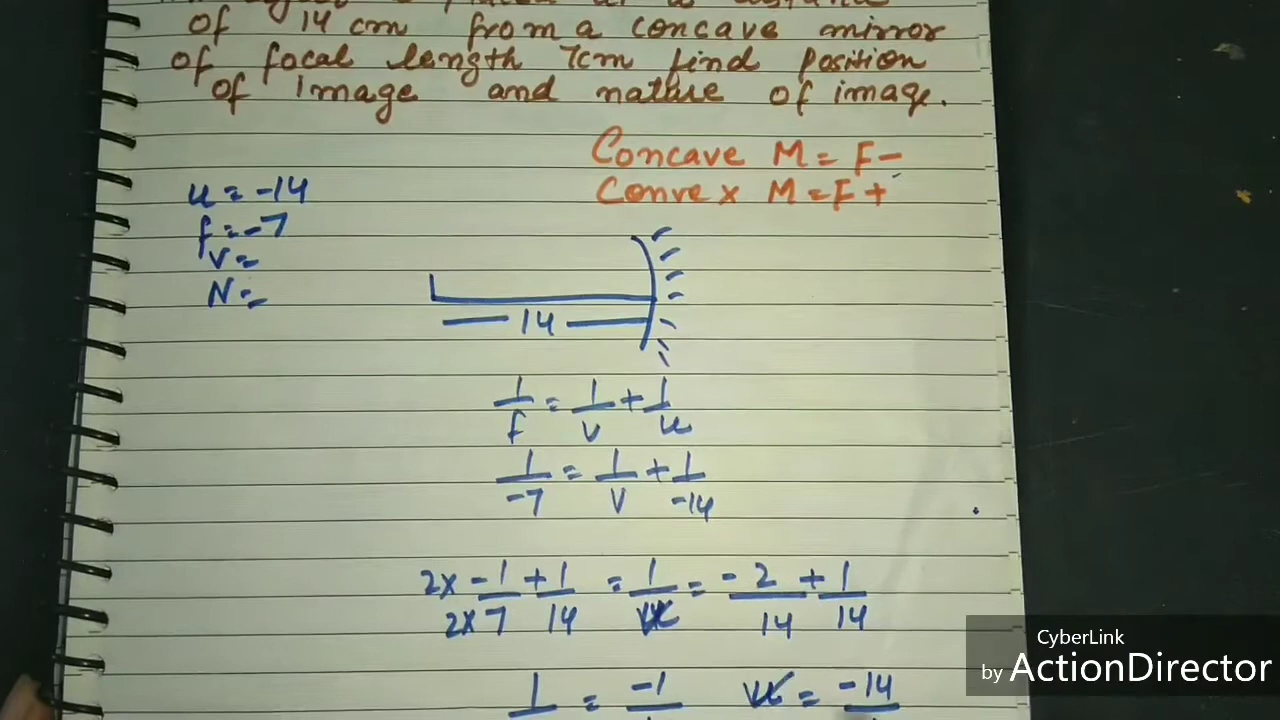 of 14 cm from a concave mirror
of focal length 7cm find position
of Image and nature of image.
Concave M = F -
Convex M = F +
u = -14
f = -7
v =
N =
14
1/f = 1/v + 1/u
1/-7 = 1/v + 1/-14
2x -1/2x7 + 1/14 = 1/v = -2/14 + 1/14
1 = -1 v = -14
CyberLink
by ActionDirector